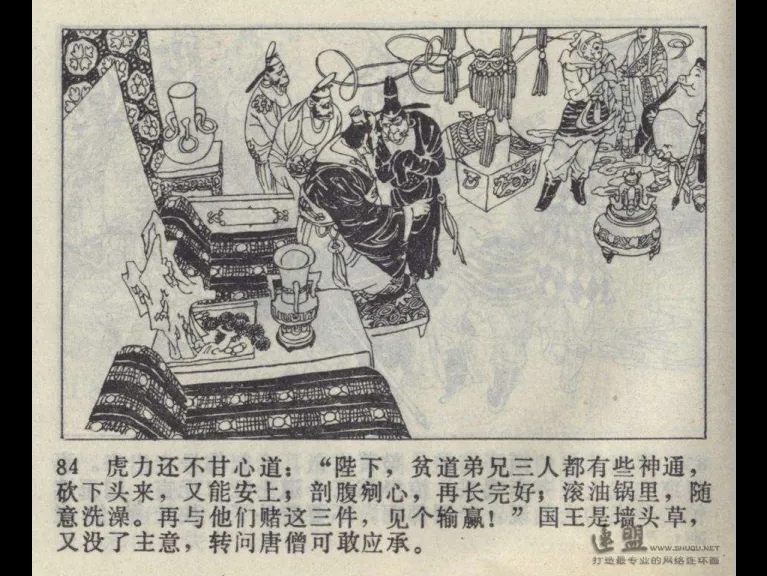 84 虎力还不甘心道：“陛下，贫道弟兄三人都有些神通，
砍下头来，又能安上；剖腹剜心，再长完好；滚油锅里，随
意洗澡。再与他们赌这三件，见个输赢！”国王是墙头草，
又没了主意，转问唐僧可敢应承。
连盟 WWW.SHUQU.NET
打造最专业的网络连环画